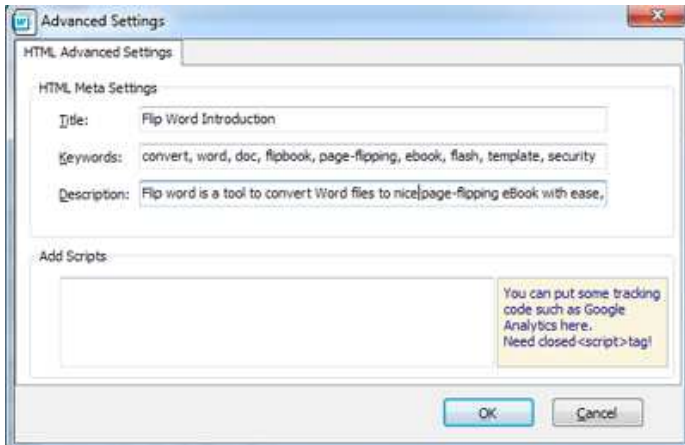 Advanced Settings
HTML Advanced Settings
HTML Meta Settings
Title: Flip Word Introduction
Keywords: convert, word, doc, flipbook, page-flipping, ebook, flash, template, security
Description: Flip word is a tool to convert Word files to nice page-flipping eBook with ease,
Add Scripts
You can put some tracking
code such as Google
Analytics here.
Need closed<script>tag!
OK Cancel